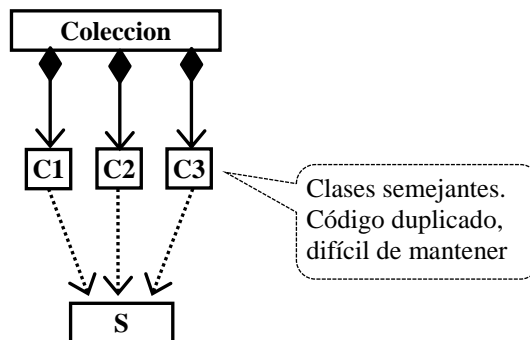 Coleccion
C1 C2 C3
Clases semejantes.
Código duplicado,
difícil de mantener
S